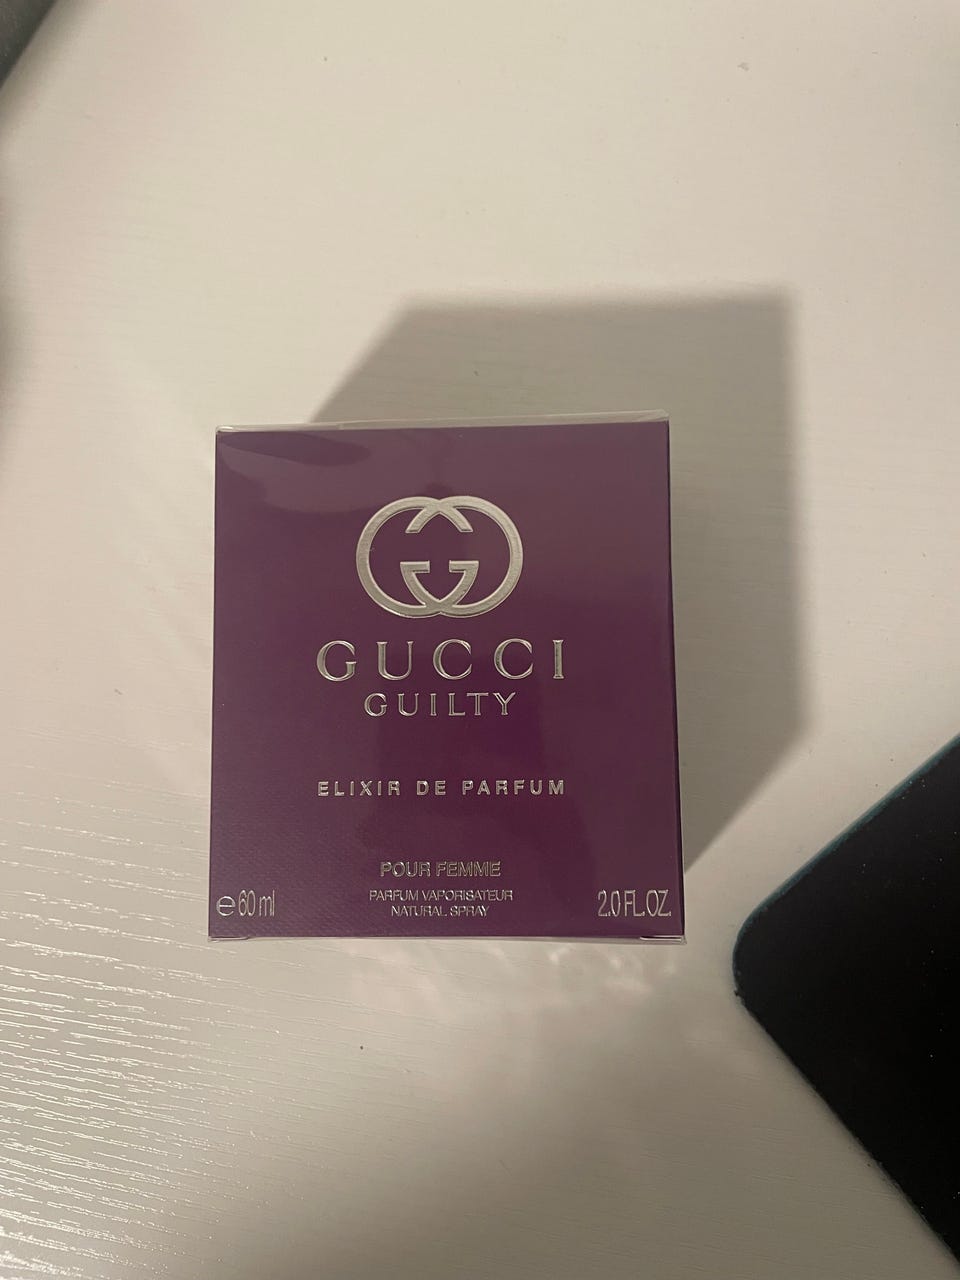 GUCCI
GUILTY
ELIXIR DE PARFUM
POUR FEMME
PARFUM VAPORISATEUR
NATURAL SPRAY
℮60 ml
2.0 FL.OZ.